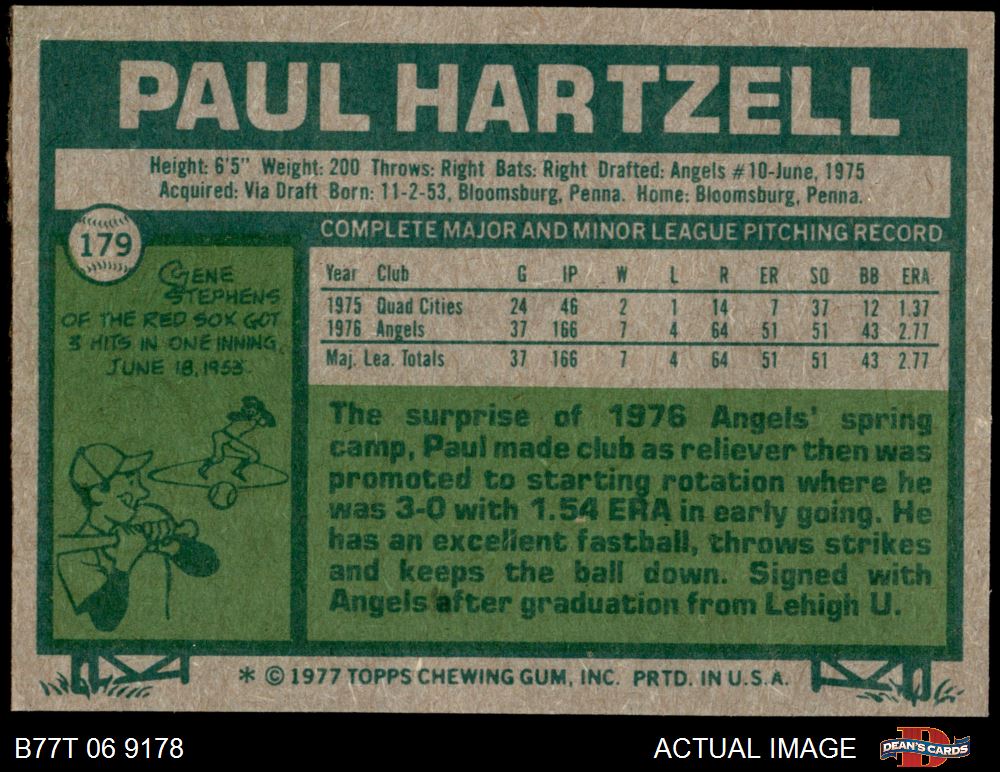 PAUL HARTZELL
Height: 6'5" Weight: 200 Throws: Right Bats: Right Drafted: Angels #10-June, 1975
Acquired: Via Draft Born: 11-2-53, Bloomsburg, Penna. Home: Bloomsburg, Penna.
179
GENE
STEPHENS
OF THE RED SOX GOT
3 HITS IN ONE INNING,
JUNE 18, 1953.
COMPLETE MAJOR AND MINOR LEAGUE PITCHING RECORD
Year Club G IP W L R ER SO BB ERA
1975 Quad Cities 24 46 2 1 14 7 37 12 1.37
1976 Angels 37 166 7 4 64 51 51 43 2.77
Maj. Lea. Totals 37 166 7 4 64 51 51 43 2.77
The surprise of 1976 Angels' spring
camp, Paul made club as reliever then was
promoted to starting rotation where he
was 3-0 with 1.54 ERA in early going. He
has an excellent fastball, throws strikes
and keeps the ball down. Signed with
Angels after graduation from Lehigh U.
* © 1977 TOPPS CHEWING GUM, INC. PRTD. IN U.S.A.
B77T 06 9178
ACTUAL IMAGE
D
DEAN'S CARDS